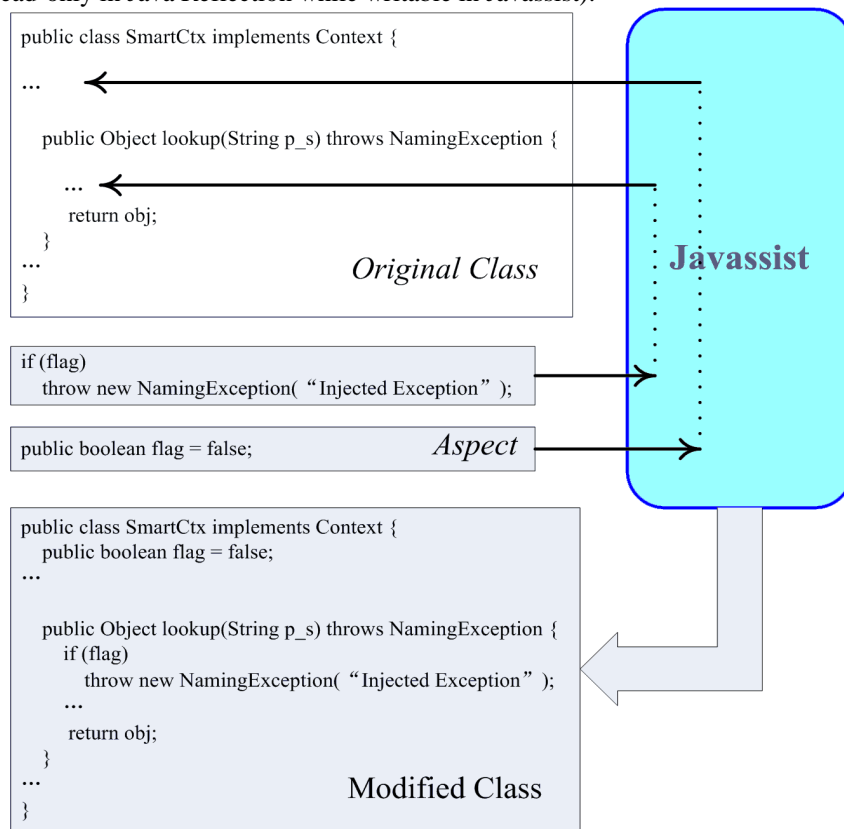 ead-only in Java Reflection while writable in Javassist).
public class SmartCtx implements Context {
...
public Object lookup(String p_s) throws NamingException {
...
return obj;
}
...
}
Original Class
Javassist
if (flag)
throw new NamingException( “Injected Exception” );
public boolean flag = false;
Aspect
public class SmartCtx implements Context {
public boolean flag = false;
...
public Object lookup(String p_s) throws NamingException {
if (flag)
throw new NamingException( “Injected Exception” );
...
return obj;
}
...
}
Modified Class